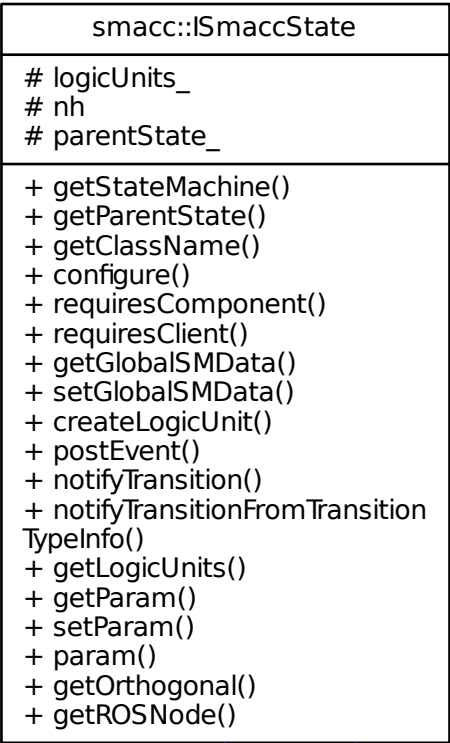 smacc::ISmaccState
# logicUnits_
# nh
# parentState_
+ getStateMachine()
+ getParentState()
+ getClassName()
+ configure()
+ requiresComponent()
+ requiresClient()
+ getGlobalSMData()
+ setGlobalSMData()
+ createLogicUnit()
+ postEvent()
+ notifyTransition()
+ notifyTransitionFromTransition
TypeInfo()
+ getLogicUnits()
+ getParam()
+ setParam()
+ param()
+ getOrthogonal()
+ getROSNode()